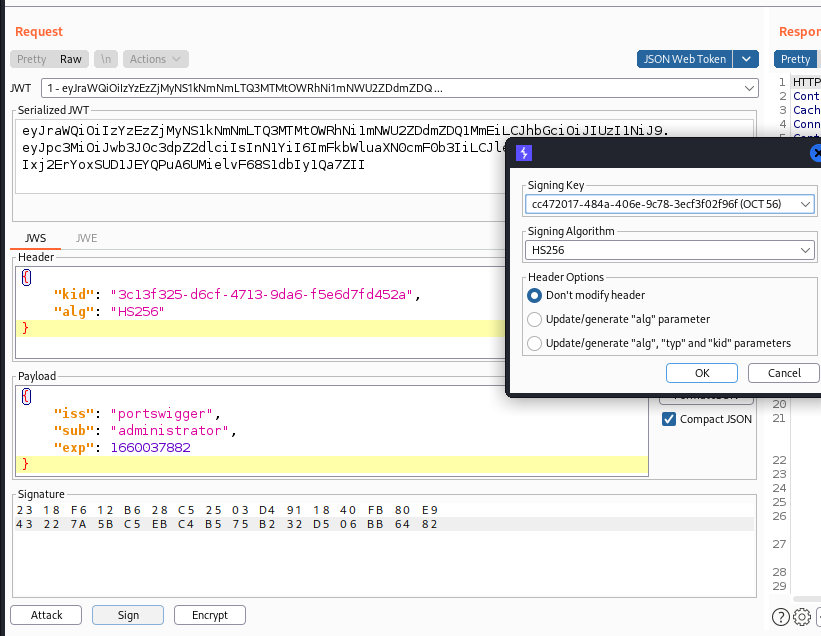 Request
Respon
Pretty Raw \n Actions
JSON Web Token
Pretty
JWT
1 - eyJraWQiOiIzYzEzZjMyNS1kNmNmLTQ3MTMtOWRhNi1mNWU2ZDdmZDQ ...
Serialized JWT
eyJraWQiOiIzYzEzZjMyNS1kNmNmLTQ3MTMtOWRhNi1mNWU2ZDdmZDQ1MmEiLCJhbGciOiJIUzI1NiJ9.
eyJpc3MiOiJwb3J0c3dpZ2dlciIsInN1YiI6ImFkbWluaXN0cmF0b3IiLCJle
Ixj2ErYoxSUD1JEYQPuA6UMielvF68S1dbIy1Qa7ZII
1 HTTP
2 Cont
3 Cach
4 Conn
Signing Key
cc472017-484a-406e-9c78-3ecf3f02f96f (OCT 56)
Signing Algorithm
HS256
Header Options
Don't modify header
Update/generate "alg" parameter
Update/generate "alg", "typ" and "kid" parameters
OK Cancel
JWS JWE
Header
{
"kid": "3c13f325-d6cf-4713-9da6-f5e6d7fd452a",
"alg": "HS256"
}
Payload
{
"iss": "portswigger",
"sub": "administrator",
"exp": 1660037882
}
Compact JSON
20
21
22
23
24
25
26
27
28
29
Signature
23 18 F6 12 B6 28 C5 25 03 D4 91 18 40 FB 80 E9
43 22 7A 5B C5 EB C4 B5 75 B2 32 D5 06 BB 64 82
Attack Sign Encrypt